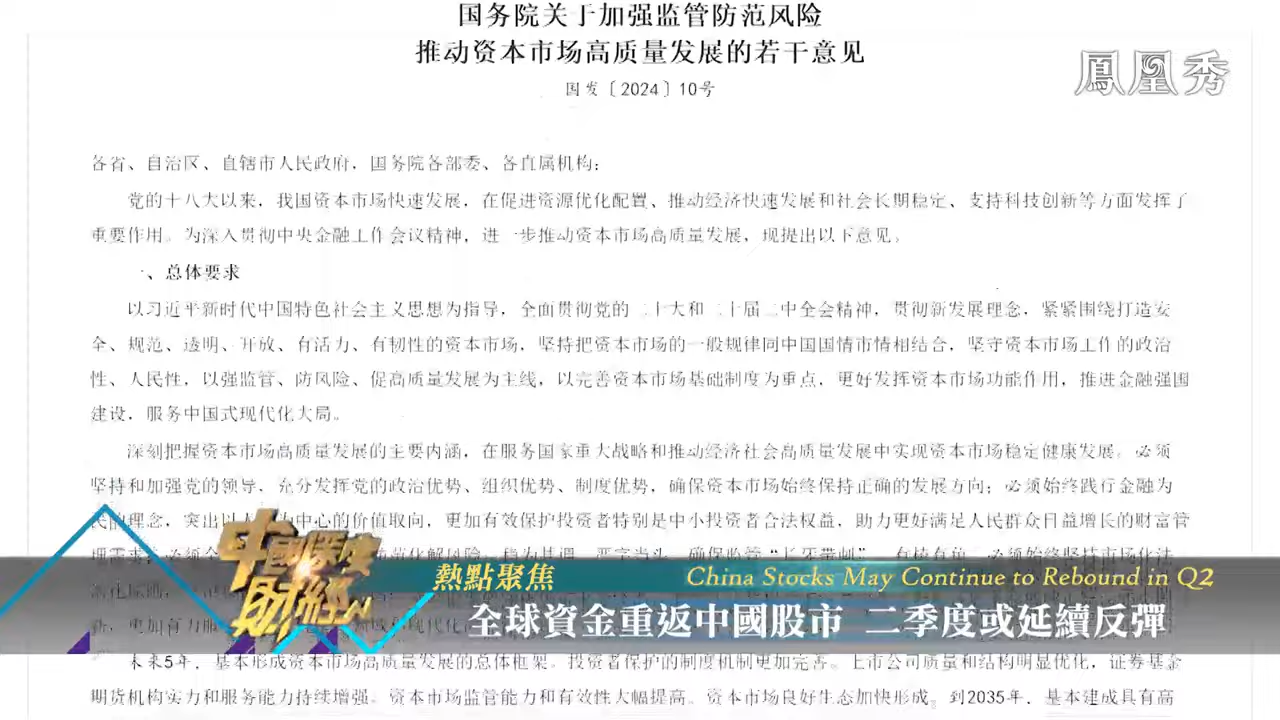 国务院关于加强监管防范风险
推动资本市场高质量发展的若干意见
鳳凰秀
国发〔2024〕10号
各省、自治区、直辖市人民政府，国务院各部委、各直属机构：
党的十八大以来，我国资本市场快速发展，在促进资源优化配置、推动经济快速发展和社会长期稳定、支持科技创新等方面发挥了
重要作用。为深入贯彻中央金融工作会议精神，进一步推动资本市场高质量发展，现提出以下意见。
一、总体要求
以习近平新时代中国特色社会主义思想为指导，全面贯彻党的二十大和二十届二中全会精神，贯彻新发展理念，紧紧围绕打造安
全、规范、透明、开放、有活力、有韧性的资本市场，坚持把资本市场的一般规律同中国国情市情相结合，坚守资本市场工作的政治
性、人民性，以强监管、防风险、促高质量发展为主线，以完善资本市场基础制度为重点，更好发挥资本市场功能作用，推进金融强国
建设，服务中国式现代化大局。
深刻把握资本市场高质量发展的主要内涵，在服务国家重大战略和推动经济社会高质量发展中实现资本市场稳定健康发展。必须
坚持和加强党的领导，充分发挥党的政治优势、组织优势、制度优势，确保资本市场始终保持正确的发展方向；必须始终践行金融为
民的理念，突出以人 为中心的价值取向，更加有效保护投资者特别是中小投资者合法权益，助力更好满足人民群众日益增长的财富管
中國深度財經
熱點聚焦
China Stocks May Continue to Rebound in Q2
全球資金重返中國股市 二季度或延續反彈
未来5年，基本形成资本市场高质量发展的总体框架。投资者保护的制度机制更加完善。上市公司质量和结构明显优化，证券基金
期货机构实力和服务能力持续增强。资本市场监管能力和有效性大幅提高。资本市场良好生态加快形成。到2035年，基本建成具有高